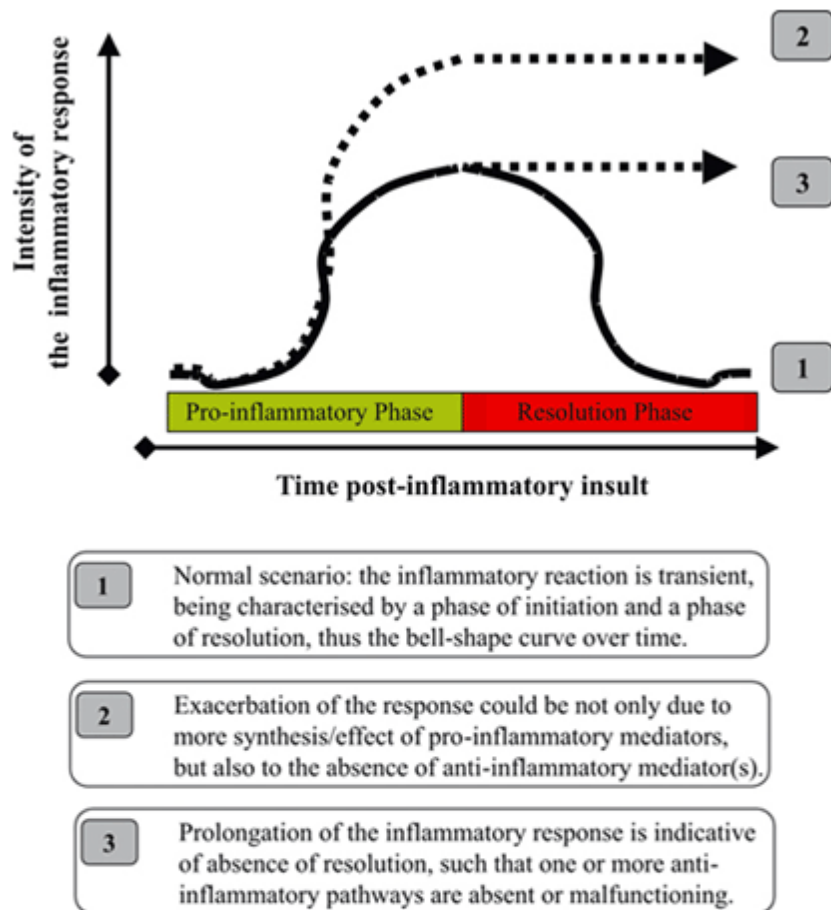 2
Intensity of
the inflammatory response
3
1
Pro-inflammatory Phase
Resolution Phase
Time post-inflammatory insult
1
Normal scenario: the inflammatory reaction is transient,
being characterised by a phase of initiation and a phase
of resolution, thus the bell-shape curve over time.
2
Exacerbation of the response could be not only due to
more synthesis/effect of pro-inflammatory mediators,
but also to the absence of anti-inflammatory mediator(s).
3
Prolongation of the inflammatory response is indicative
of absence of resolution, such that one or more anti-
inflammatory pathways are absent or malfunctioning.